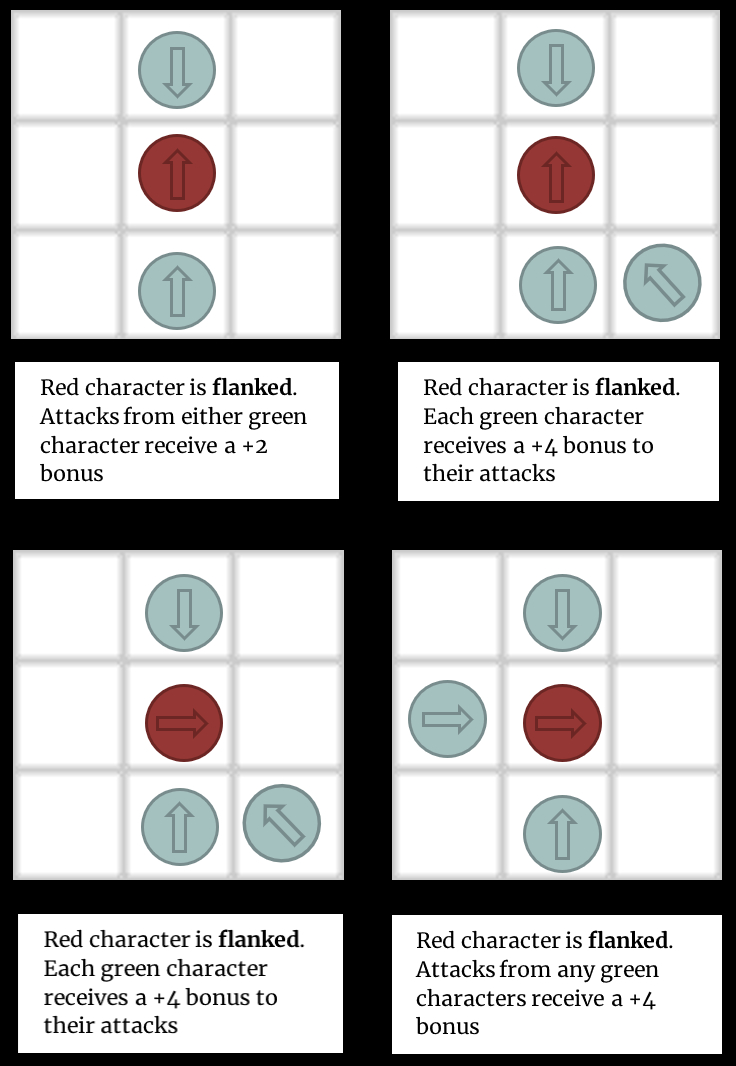 Red character is flanked.
Attacks from either green
character receive a +2
bonus
Red character is flanked.
Each green character
receives a +4 bonus to
their attacks
Red character is flanked.
Each green character
receives a +4 bonus to
their attacks
Red character is flanked.
Attacks from any green
characters receive a +4
bonus